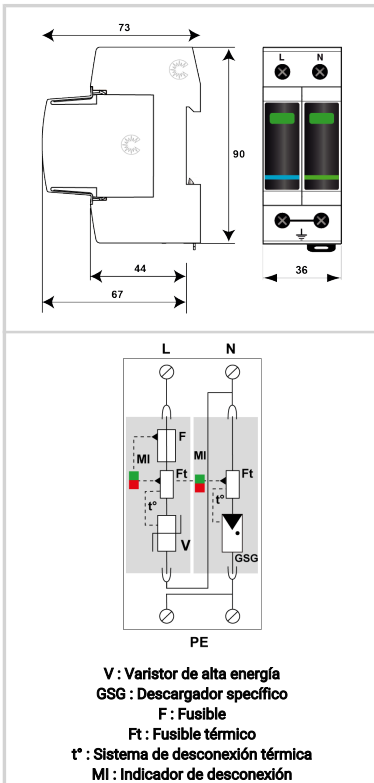 73
L N
90
44
67
36
L N
F
MI MI
Ft Ft
t° t°
V
GSG
PE
V : Varistor de alta energía
GSG : Descargador specífico
F : Fusible
Ft : Fusible térmico
t° : Sistema de desconexión térmica
MI : Indicador de desconexión